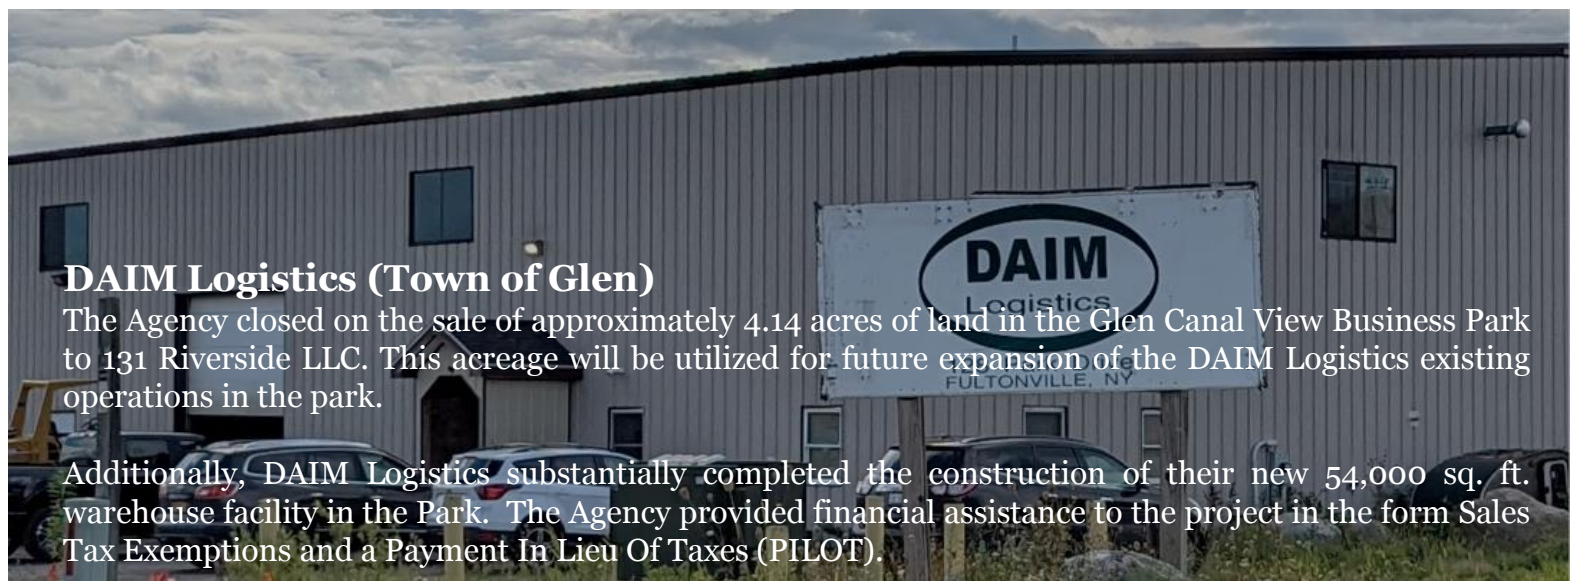 DAIM Logistics (Town of Glen)
The Agency closed on the sale of approximately 4.14 acres of land in the Glen Canal View Business Park
to 131 Riverside LLC. This acreage will be utilized for future expansion of the DAIM Logistics existing
operations in the park.
Additionally, DAIM Logistics substantially completed the construction of their new 54,000 sq. ft.
warehouse facility in the Park. The Agency provided financial assistance to the project in the form Sales
Tax Exemptions and a Payment In Lieu Of Taxes (PILOT).
DAIM
Logistics
FULTONVILLE, NY